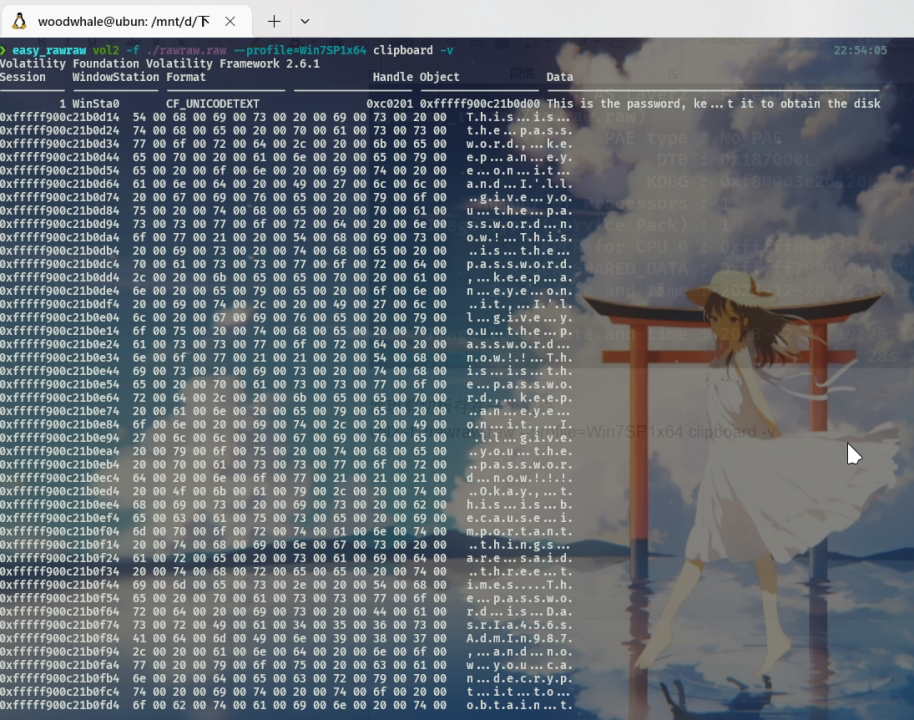 woodwhale@ubun: /mnt/d/下
❯ easy_rawraw vol2 -f ./rawraw.raw --profile=Win7SP1x64 clipboard -v 22:54:05
Volatility Foundation Volatility Framework 2.6.1
Session WindowStation Format Handle Object Data
1 WinSta0 CF_UNICODETEXT 0xc0201 0xfffff900c21b0d00 This is the password, ke...t it to obtain the disk
0xfffff900c21b0d14 54 00 68 00 69 00 73 00 20 00 69 00 73 00 20 00 T.h.i.s...i.s...
0xfffff900c21b0d24 74 00 68 00 65 00 20 00 70 00 61 00 73 00 73 00 t.h.e...p.a.s.s.
0xfffff900c21b0d34 77 00 6f 00 72 00 64 00 2c 00 20 00 6b 00 65 00 w.o.r.d.,...k.e.
0xfffff900c21b0d44 65 00 70 00 20 00 61 00 6e 00 20 00 65 00 79 00 e.p...a.n...e.y.
0xfffff900c21b0d54 65 00 20 00 6f 00 6e 00 20 00 69 00 74 00 20 00 e...o.n...i.t...
0xfffff900c21b0d64 61 00 6e 00 64 00 20 00 49 00 27 00 6c 00 6c 00 a.n.d...I.'.l.l.
0xfffff900c21b0d74 20 00 67 00 69 00 76 00 65 00 20 00 79 00 6f 00 ..g.i.v.e...y.o.
0xfffff900c21b0d84 75 00 20 00 74 00 68 00 65 00 20 00 70 00 61 00 u...t.h.e...p.a.
0xfffff900c21b0d94 73 00 73 00 77 00 6f 00 72 00 64 00 20 00 6e 00 s.s.w.o.r.d...n.
0xfffff900c21b0da4 6f 00 77 00 21 00 20 00 54 00 68 00 69 00 73 00 o.w.!...T.h.i.s.
0xfffff900c21b0db4 20 00 69 00 73 00 20 00 74 00 68 00 65 00 20 00 ..i.s...t.h.e...
0xfffff900c21b0dc4 70 00 61 00 73 00 73 00 77 00 6f 00 72 00 64 00 p.a.s.s.w.o.r.d.
0xfffff900c21b0dd4 2c 00 20 00 6b 00 65 00 65 00 70 00 20 00 61 00 ,...k.e.e.p...a.
0xfffff900c21b0de4 6e 00 20 00 65 00 79 00 65 00 20 00 6f 00 6e 00 n...e.y.e...o.n.
0xfffff900c21b0df4 20 00 69 00 74 00 2c 00 20 00 49 00 27 00 6c 00 ..i.t.,...I.'.l.
0xfffff900c21b0e04 6c 00 20 00 67 00 69 00 76 00 65 00 20 00 79 00 l...g.i.v.e...y.
0xfffff900c21b0e14 6f 00 75 00 20 00 74 00 68 00 65 00 20 00 70 00 o.u...t.h.e...p.
0xfffff900c21b0e24 61 00 73 00 73 00 77 00 6f 00 72 00 64 00 20 00 a.s.s.w.o.r.d...
0xfffff900c21b0e34 6e 00 6f 00 77 00 21 00 21 00 20 00 54 00 68 00 n.o.w.!.!...T.h.
0xfffff900c21b0e44 69 00 73 00 20 00 69 00 73 00 20 00 74 00 68 00 i.s...i.s...t.h.
0xfffff900c21b0e54 65 00 20 00 70 00 61 00 73 00 73 00 77 00 6f 00 e...p.a.s.s.w.o.
0xfffff900c21b0e64 72 00 64 00 2c 00 20 00 6b 00 65 00 65 00 70 00 r.d.,...k.e.e.p.
0xfffff900c21b0e74 20 00 61 00 6e 00 20 00 65 00 79 00 65 00 20 00 ..a.n...e.y.e...
0xfffff900c21b0e84 6f 00 6e 00 20 00 69 00 74 00 2c 00 20 00 49 00 o.n...i.t.,...I.
0xfffff900c21b0e94 27 00 6c 00 6c 00 20 00 67 00 69 00 76 00 65 00 '.l.l...g.i.v.e.
0xfffff900c21b0ea4 20 00 79 00 6f 00 75 00 20 00 74 00 68 00 65 00 ..y.o.u...t.h.e.
0xfffff900c21b0eb4 20 00 70 00 61 00 73 00 73 00 77 00 6f 00 72 00 ..p.a.s.s.w.o.r.
0xfffff900c21b0ec4 64 00 20 00 6e 00 6f 00 77 00 21 00 21 00 21 00 d...n.o.w.!.!.!.
0xfffff900c21b0ed4 20 00 4f 00 6b 00 61 00 79 00 2c 00 20 00 74 00 ..O.k.a.y.,...t.
0xfffff900c21b0ee4 68 00 69 00 73 00 20 00 69 00 73 00 20 00 62 00 h.i.s...i.s...b.
0xfffff900c21b0ef4 65 00 63 00 61 00 75 00 73 00 65 00 20 00 69 00 e.c.a.u.s.e...i.
0xfffff900c21b0f04 6d 00 70 00 6f 00 72 00 74 00 61 00 6e 00 74 00 m.p.o.r.t.a.n.t.
0xfffff900c21b0f14 20 00 74 00 68 00 69 00 6e 00 67 00 73 00 20 00 ..t.h.i.n.g.s...
0xfffff900c21b0f24 61 00 72 00 65 00 20 00 73 00 61 00 69 00 64 00 a.r.e...s.a.i.d.
0xfffff900c21b0f34 20 00 74 00 68 00 72 00 65 00 65 00 20 00 74 00 ..t.h.r.e.e...t.
0xfffff900c21b0f44 69 00 6d 00 65 00 73 00 2e 00 20 00 54 00 68 00 i.m.e.s.....T.h.
0xfffff900c21b0f54 65 00 20 00 70 00 61 00 73 00 73 00 77 00 6f 00 e...p.a.s.s.w.o.
0xfffff900c21b0f64 72 00 64 00 20 00 69 00 73 00 20 00 44 00 61 00 r.d...i.s...D.a.
0xfffff900c21b0f74 73 00 72 00 49 00 61 00 34 00 35 00 36 00 73 00 s.r.I.a.4.5.6.s.
0xfffff900c21b0f84 41 00 64 00 6d 00 49 00 6e 00 39 00 38 00 37 00 A.d.m.I.n.9.8.7.
0xfffff900c21b0f94 2c 00 20 00 61 00 6e 00 64 00 20 00 6e 00 6f 00 ,...a.n.d...n.o.
0xfffff900c21b0fa4 77 00 20 00 79 00 6f 00 75 00 20 00 63 00 61 00 w...y.o.u...c.a.
0xfffff900c21b0fb4 6e 00 20 00 64 00 65 00 63 00 72 00 79 00 70 00 n...d.e.c.r.y.p.
0xfffff900c21b0fc4 74 00 20 00 69 00 74 00 20 00 74 00 6f 00 20 00 t...i.t...t.o...
0xfffff900c21b0fd4 6f 00 62 00 74 00 61 00 69 00 6e 00 20 00 74 00 o.b.t.a.i.n...t.